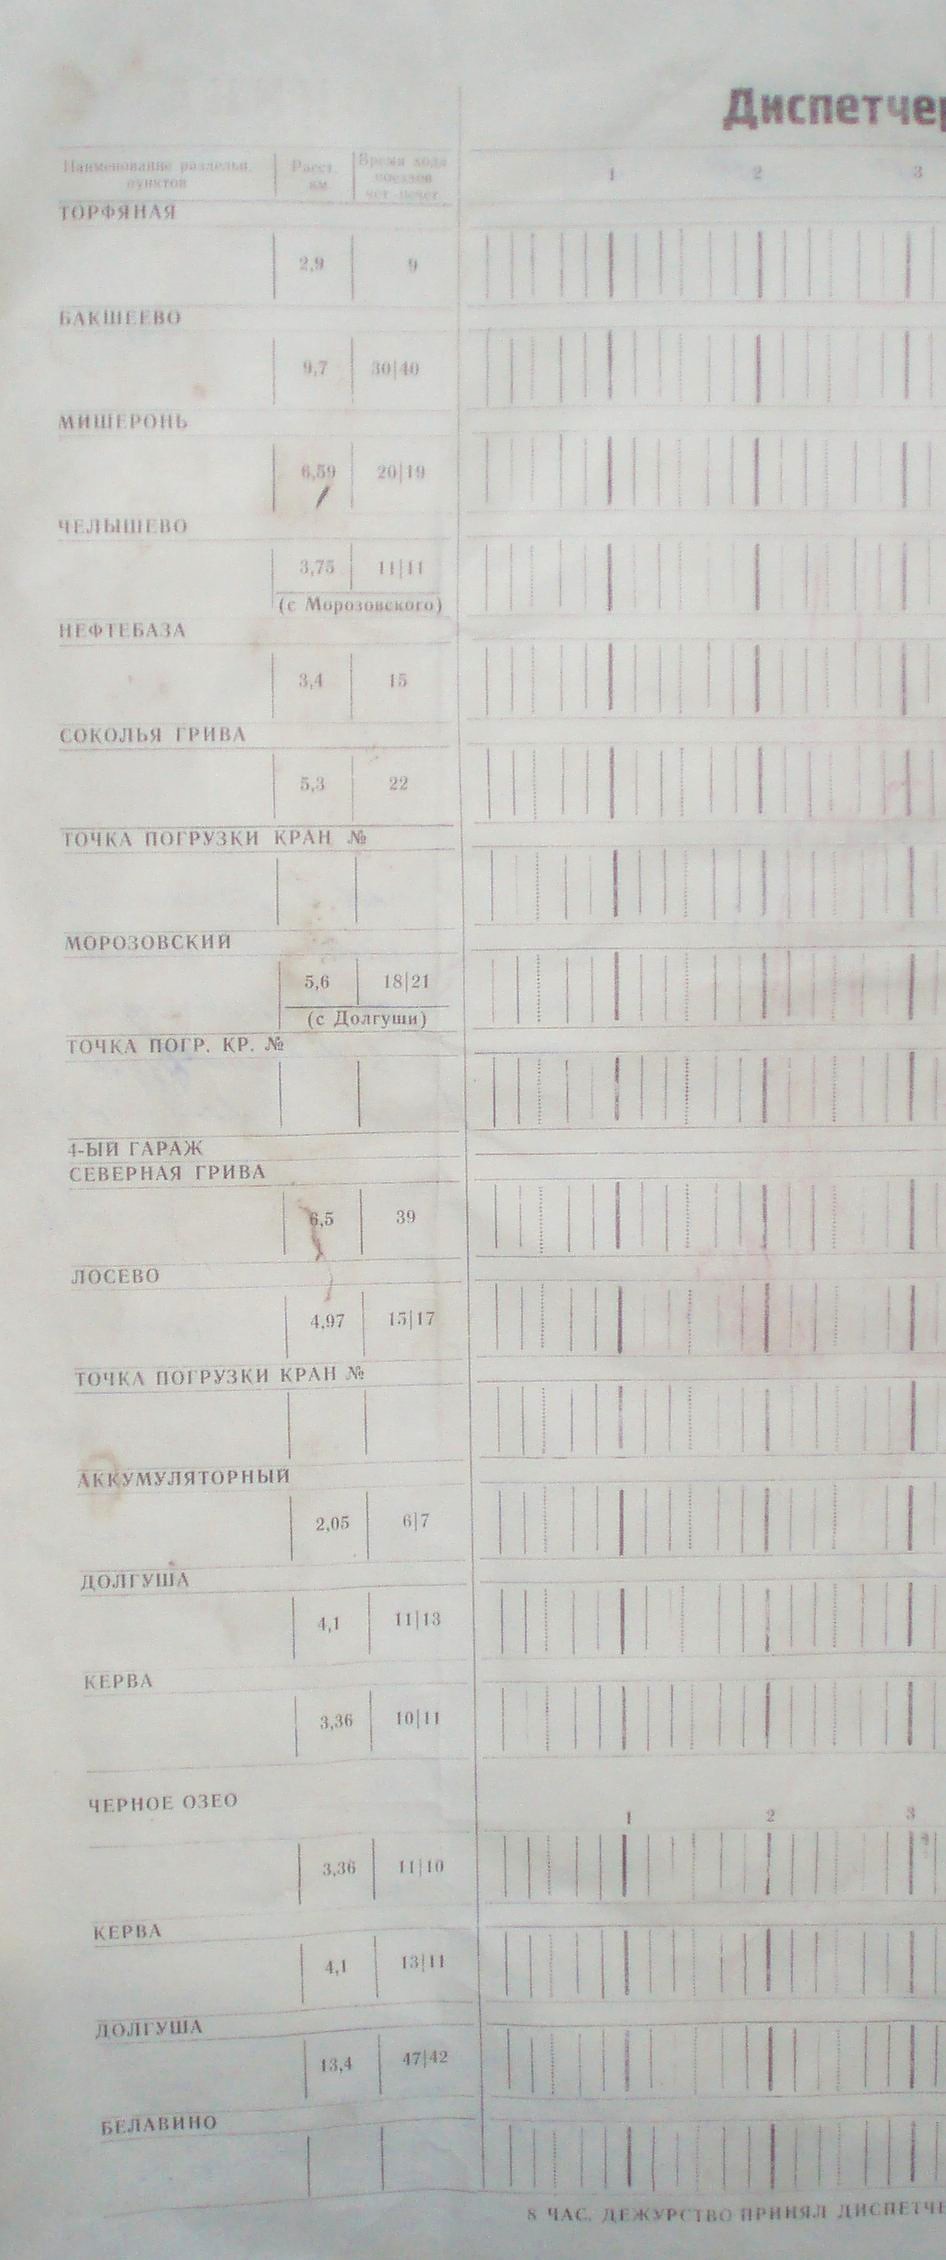 Диспетчер
Наименование раздельн. Расст. Время хода
пунктов км поездов
чет. нечет.
1 2 3
ТОРФЯНАЯ
2,9 9
БАКШЕЕВО
9,7 30|40
МИШЕРОНЬ
6,59 20|19
ЧЕЛЫШЕВО
3,75 11|11
(с Морозовского)
НЕФТЕБАЗА
3,4 15
СОКОЛЬЯ ГРИВА
5,3 22
ТОЧКА ПОГРУЗКИ КРАН №
МОРОЗОВСКИЙ
5,6 18|21
(с Долгуши)
ТОЧКА ПОГР. КР. №
4-ЫЙ ГАРАЖ
СЕВЕРНАЯ ГРИВА
6,5 39
ЛОСЕВО
4,97 15|17
ТОЧКА ПОГРУЗКИ КРАН №
АККУМУЛЯТОРНЫЙ
2,05 6|7
ДОЛГУША
4,1 11|13
КЕРВА
3,36 10|11
ЧЕРНОЕ ОЗЕО
1 2 3
3,36 11|10
КЕРВА
4,1 13|11
ДОЛГУША
13,4 47|42
БЕЛАВИНО
8 ЧАС. ДЕЖУРСТВО ПРИНЯЛ ДИСПЕТЧЕ